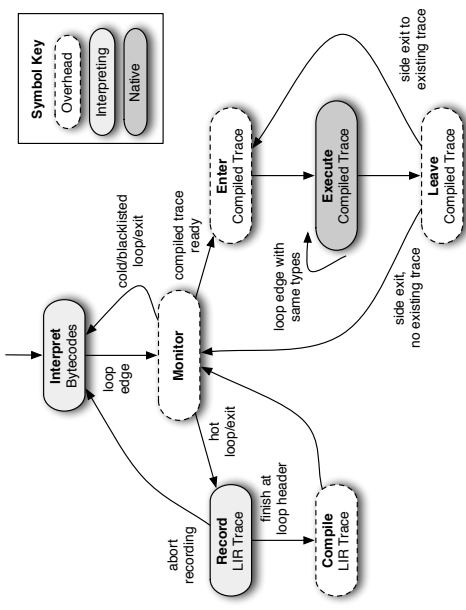 Symbol Key
Overhead
Interpreting
Native
Interpret
Bytecodes
cold/blacklisted
loop/exit
loop
edge
abort
recording
Monitor
hot
loop/exit
compiled trace
ready
Record
LIR Trace
Enter
Compiled Trace
finish at
loop header
loop edge with
same types
Execute
Compiled Trace
Compile
LIR Trace
side exit,
no existing trace
side exit to
existing trace
Leave
Compiled Trace